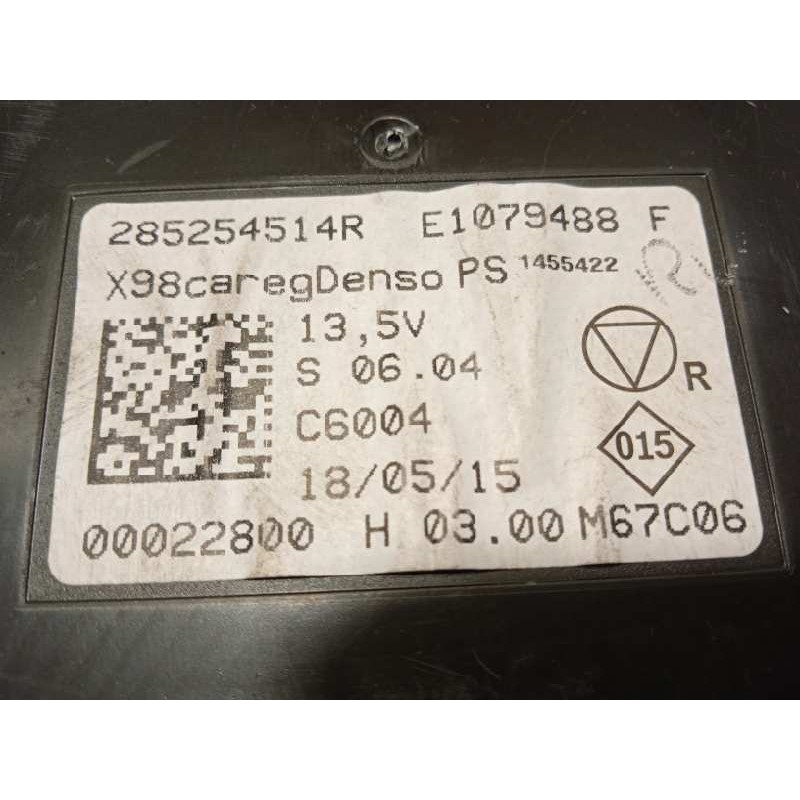 285254514R E1079488 F
X98caregDenso PS 1455422
13,5V
S 06.04
R
C6004
015
18/05/15
00022800 H 03.00 M67C06